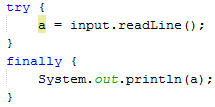 try {
    a = input.readLine();
}
finally {
    System.out.println(a);
}